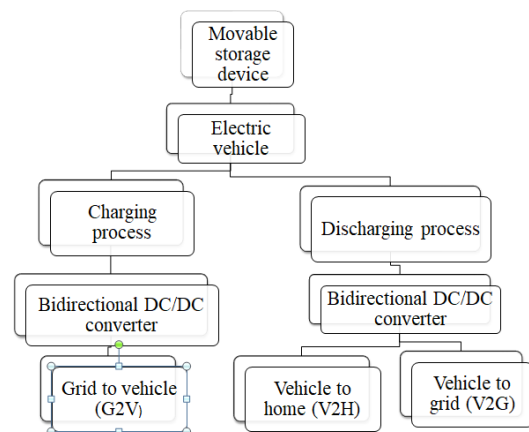 Movable
storage
device
Electric
vehicle
Charging
process
Discharging process
Bidirectional DC/DC
converter
Bidirectional DC/DC
converter
Grid to vehicle
(G2V)
Vehicle to
home (V2H)
Vehicle to
grid (V2G)